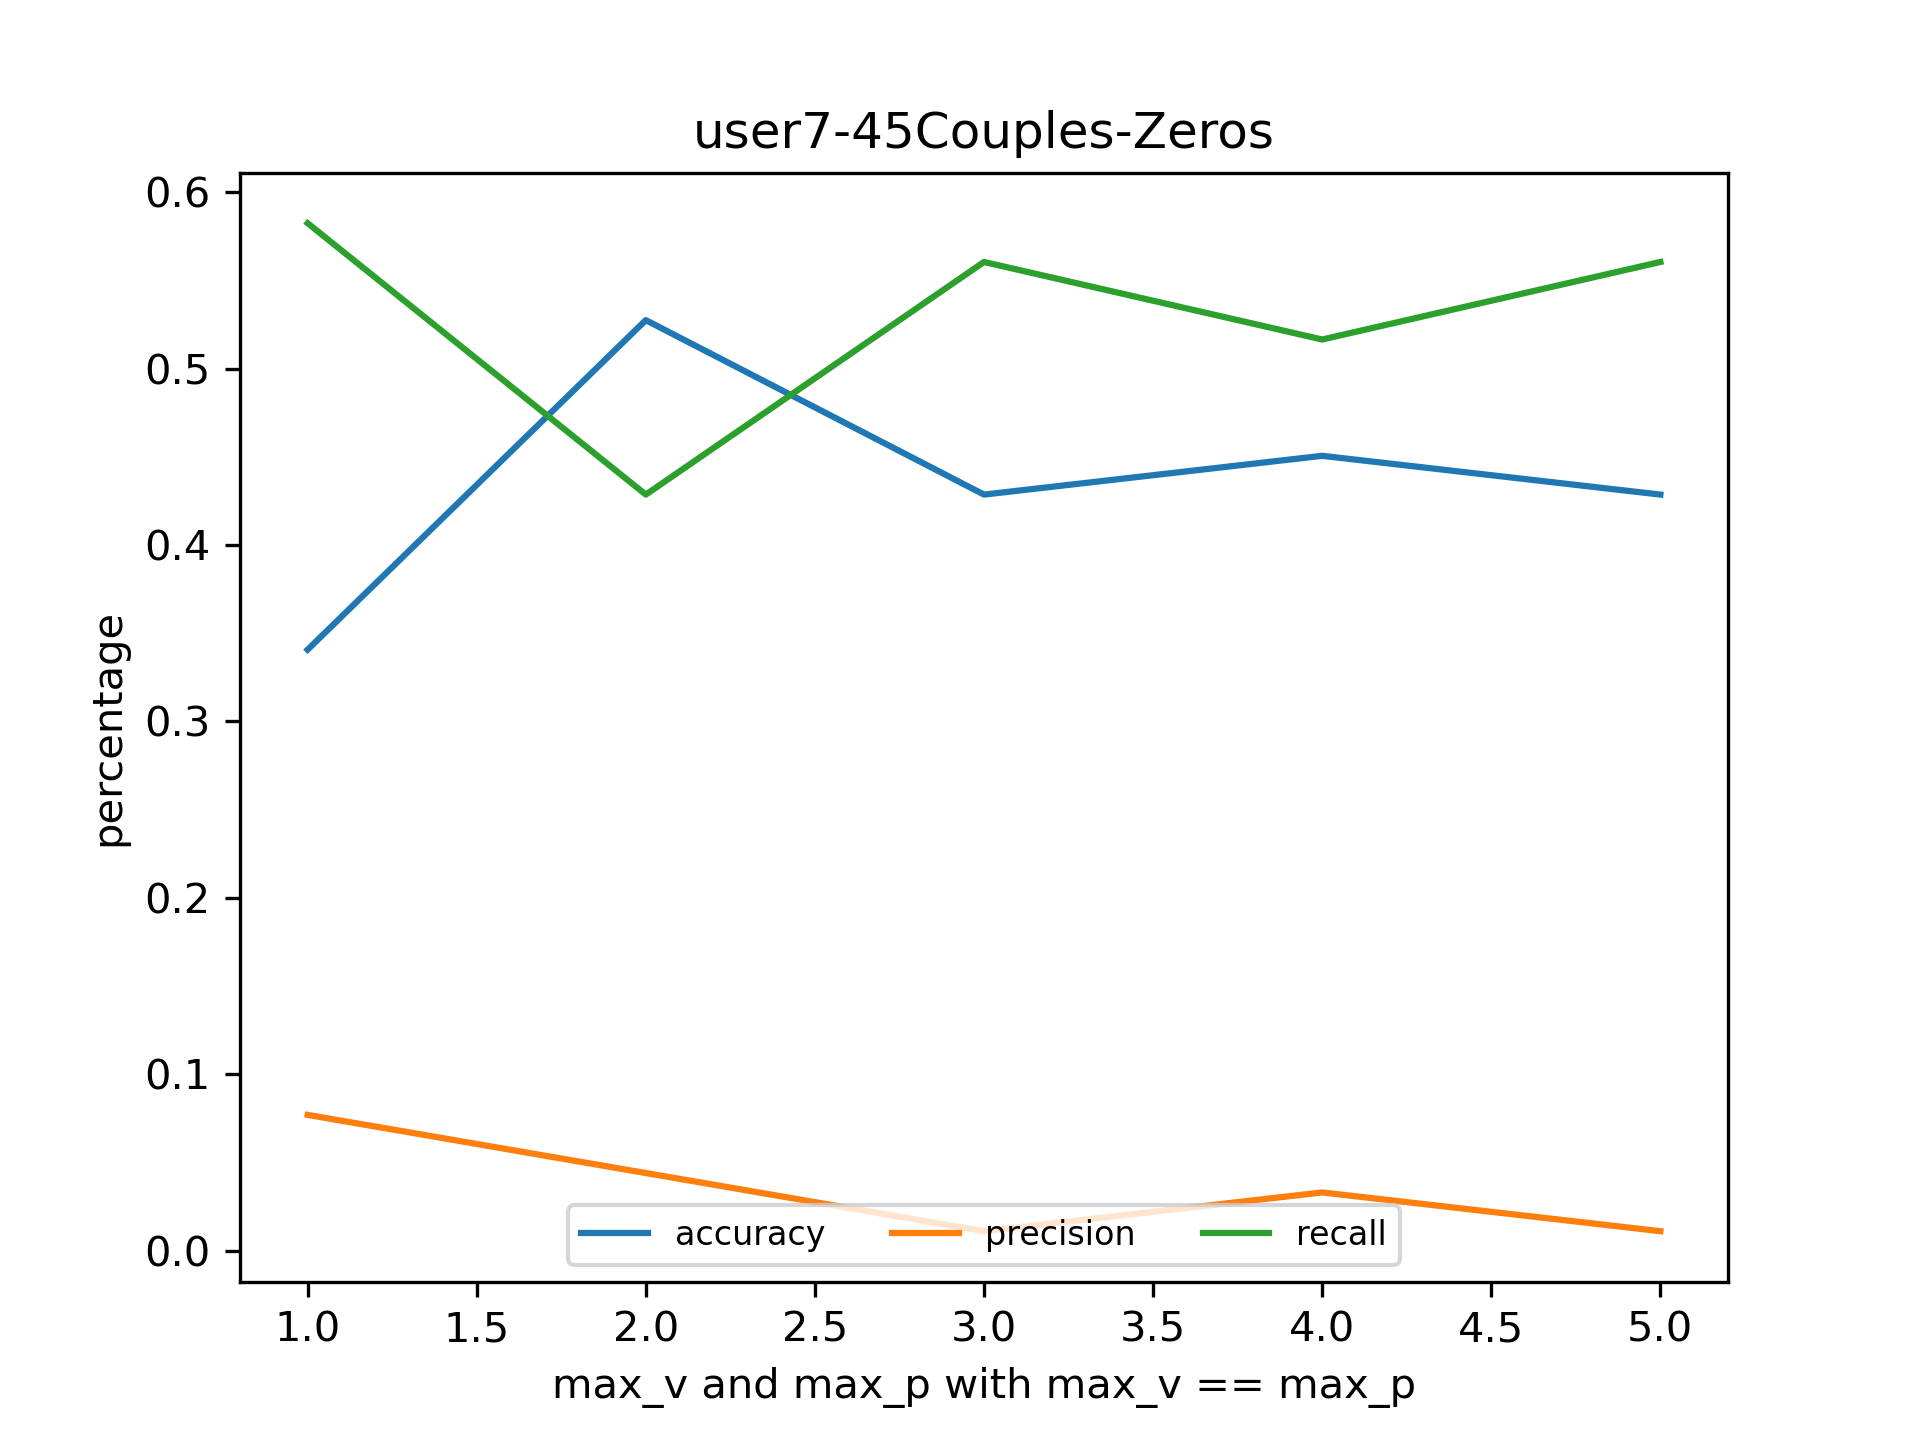 user7-45Couples-Zeros
percentage
0.6
0.5
0.4
0.3
0.2
0.1
0.0
accuracy precision recall
1.0 1.5 2.0 2.5 3.0 3.5 4.0 4.5 5.0
max_v and max_p with max_v == max_p